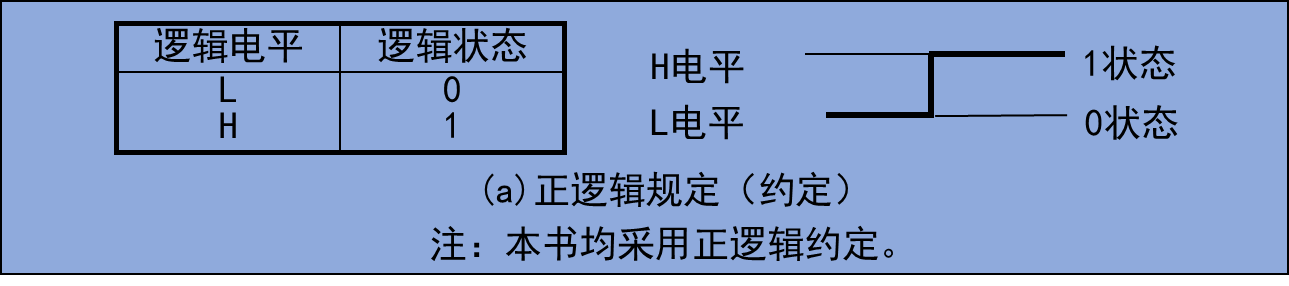 逻辑电平 逻辑状态
L 0
H 1
H电平 1状态
L电平 0状态
(a)正逻辑规定（约定）
注：本书均采用正逻辑约定。